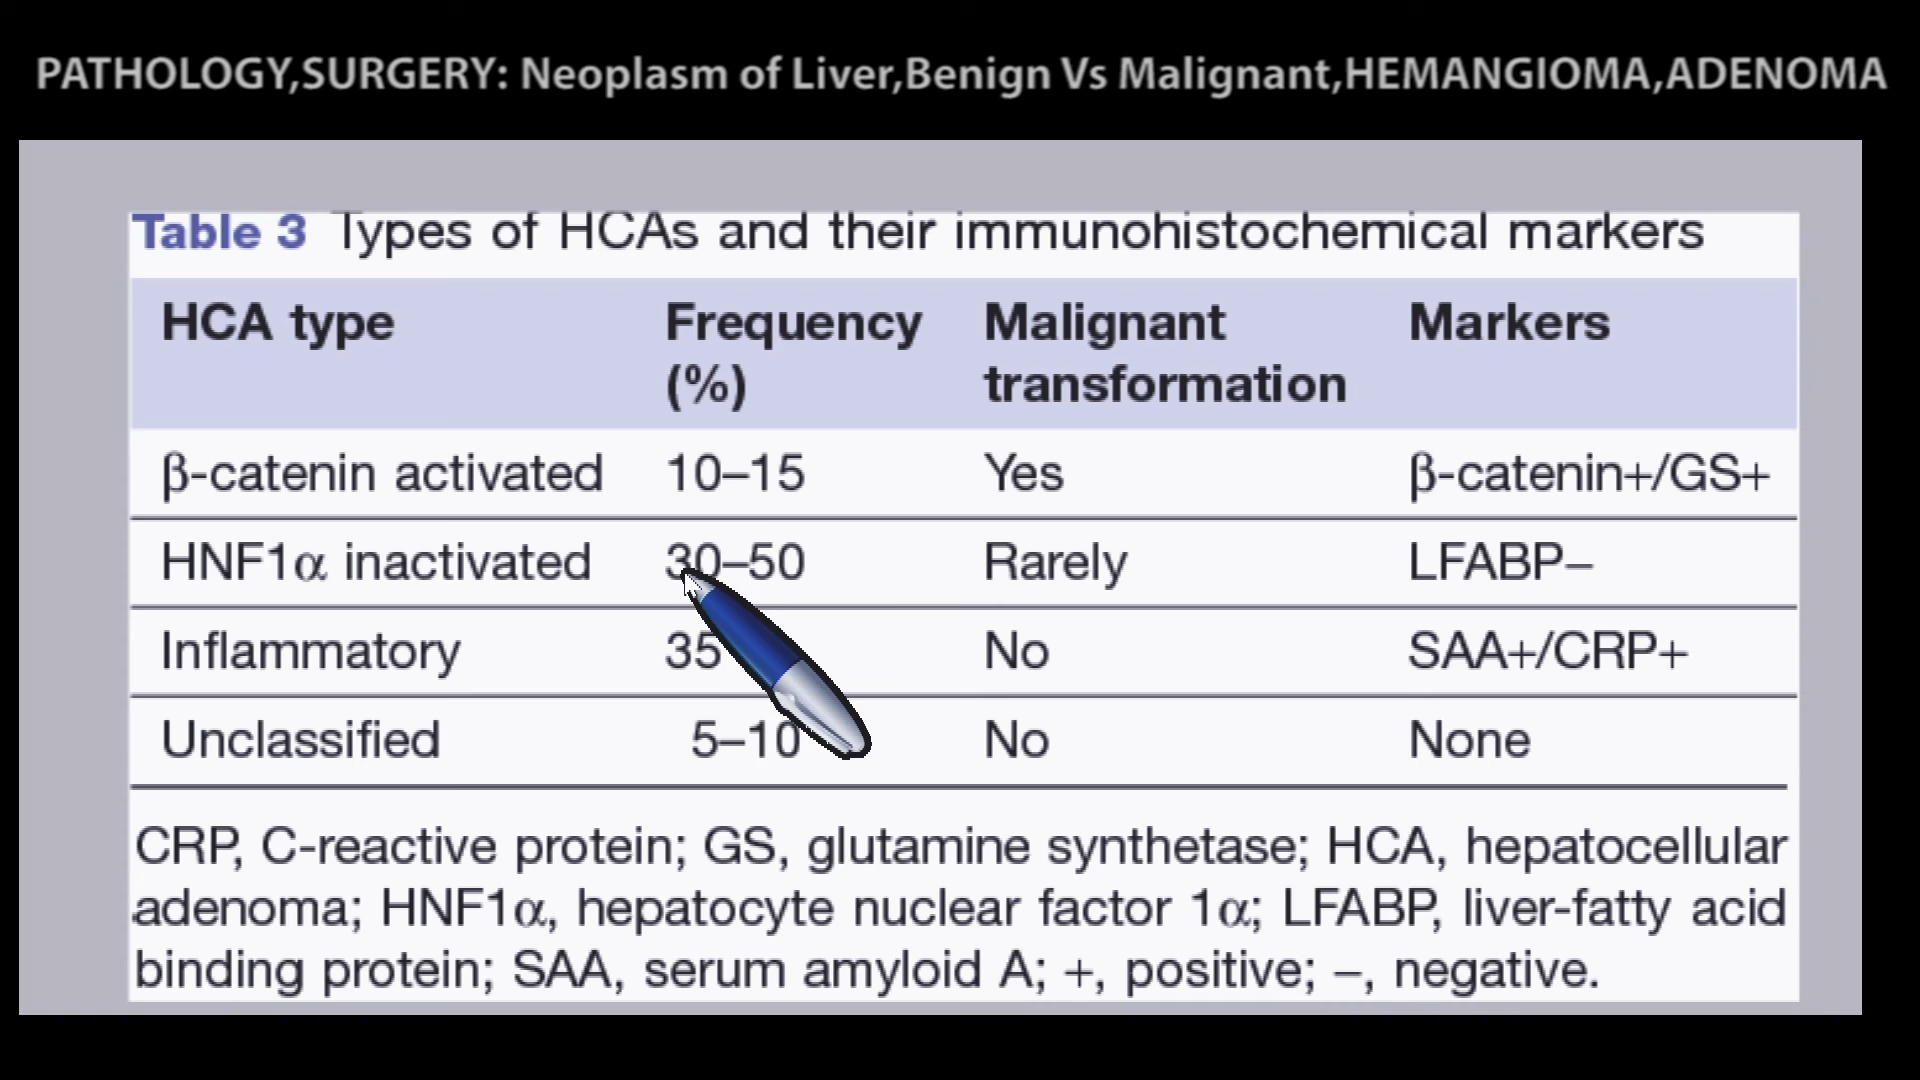 PATHOLOGY,SURGERY: Neoplasm of Liver,Benign Vs Malignant,HEMANGIOMA,ADENOMA
Table 3 Types of HCAs and their immunohistochemical markers
HCA type Frequency (%) Malignant transformation Markers
β-catenin activated 10–15 Yes β-catenin+/GS+
HNF1α inactivated 30–50 Rarely LFABP–
Inflammatory 35 No SAA+/CRP+
Unclassified 5–10 No None
CRP, C-reactive protein; GS, glutamine synthetase; HCA, hepatocellular
adenoma; HNF1α, hepatocyte nuclear factor 1α; LFABP, liver-fatty acid
binding protein; SAA, serum amyloid A; +, positive; –, negative.